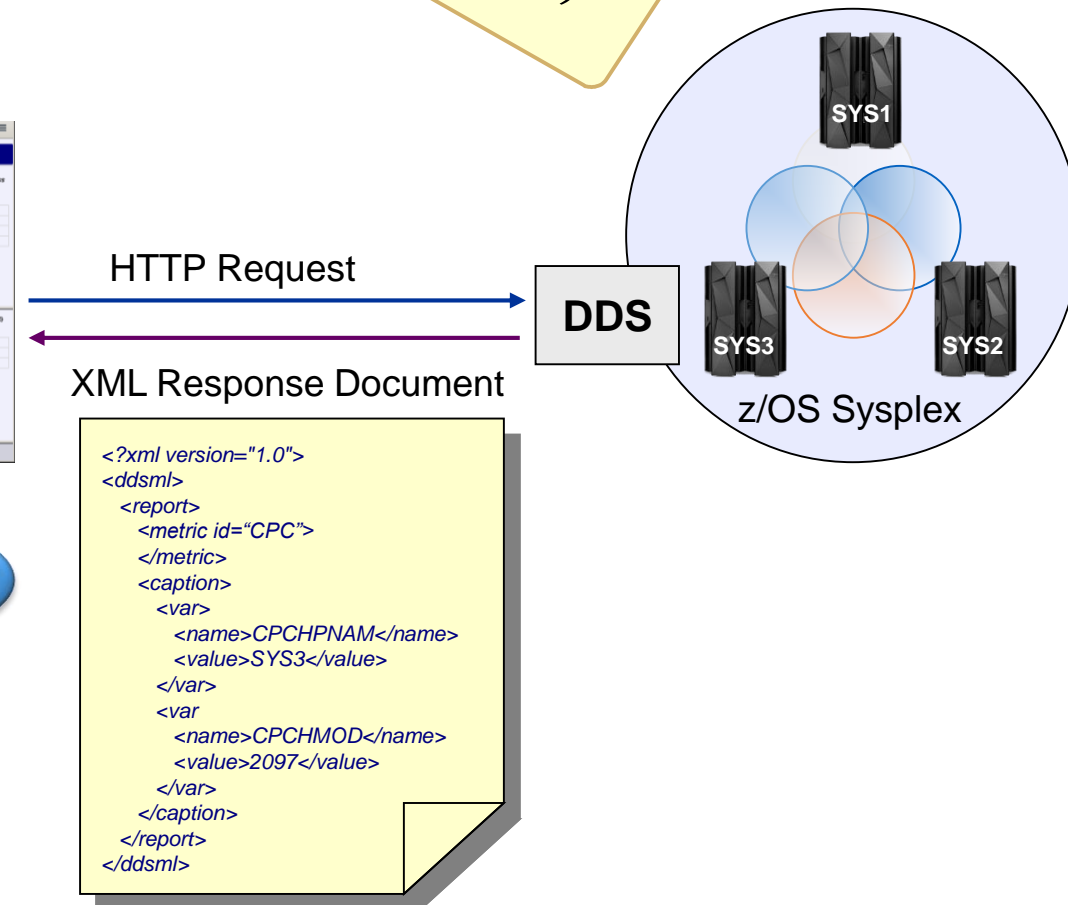 SYS1
HTTP Request
DDS
SYS3
SYS2
XML Response Document
z/OS Sysplex
<?xml version="1.0">
<ddsml>
<report>
<metric id=“CPC”>
</metric>
<caption>
<var>
<name>CPCHPNAM</name>
<value>SYS3</value>
</var>
<var
<name>CPCHMOD</name>
<value>2097</value>
</var>
</caption>
</report>
</ddsml>